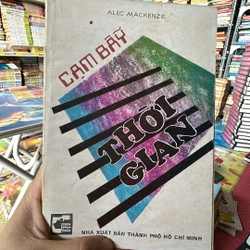 ALEC MACKENZIE
CẠM BẪY
THỜI
GIAN
NHÀ XUẤT BẢN THÀNH PHỐ HỒ CHÍ MINH